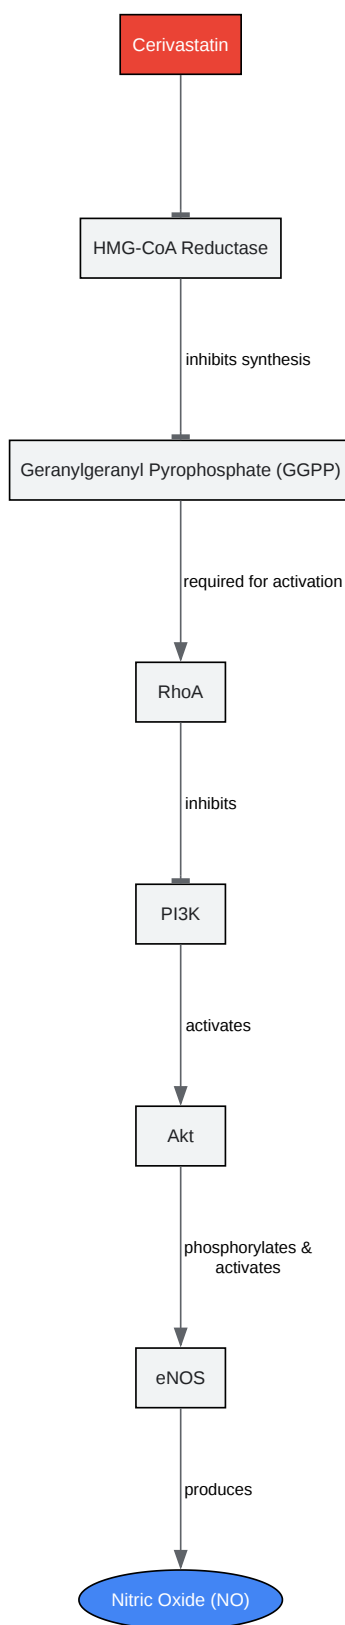 Cerivastatin
HMG-CoA Reductase
inhibits synthesis
Geranylgeranyl Pyrophosphate (GGPP)
required for activation
RhoA
inhibits
PI3K
activates
Akt
phosphorylates &
activates
eNOS
produces
Nitric Oxide (NO)